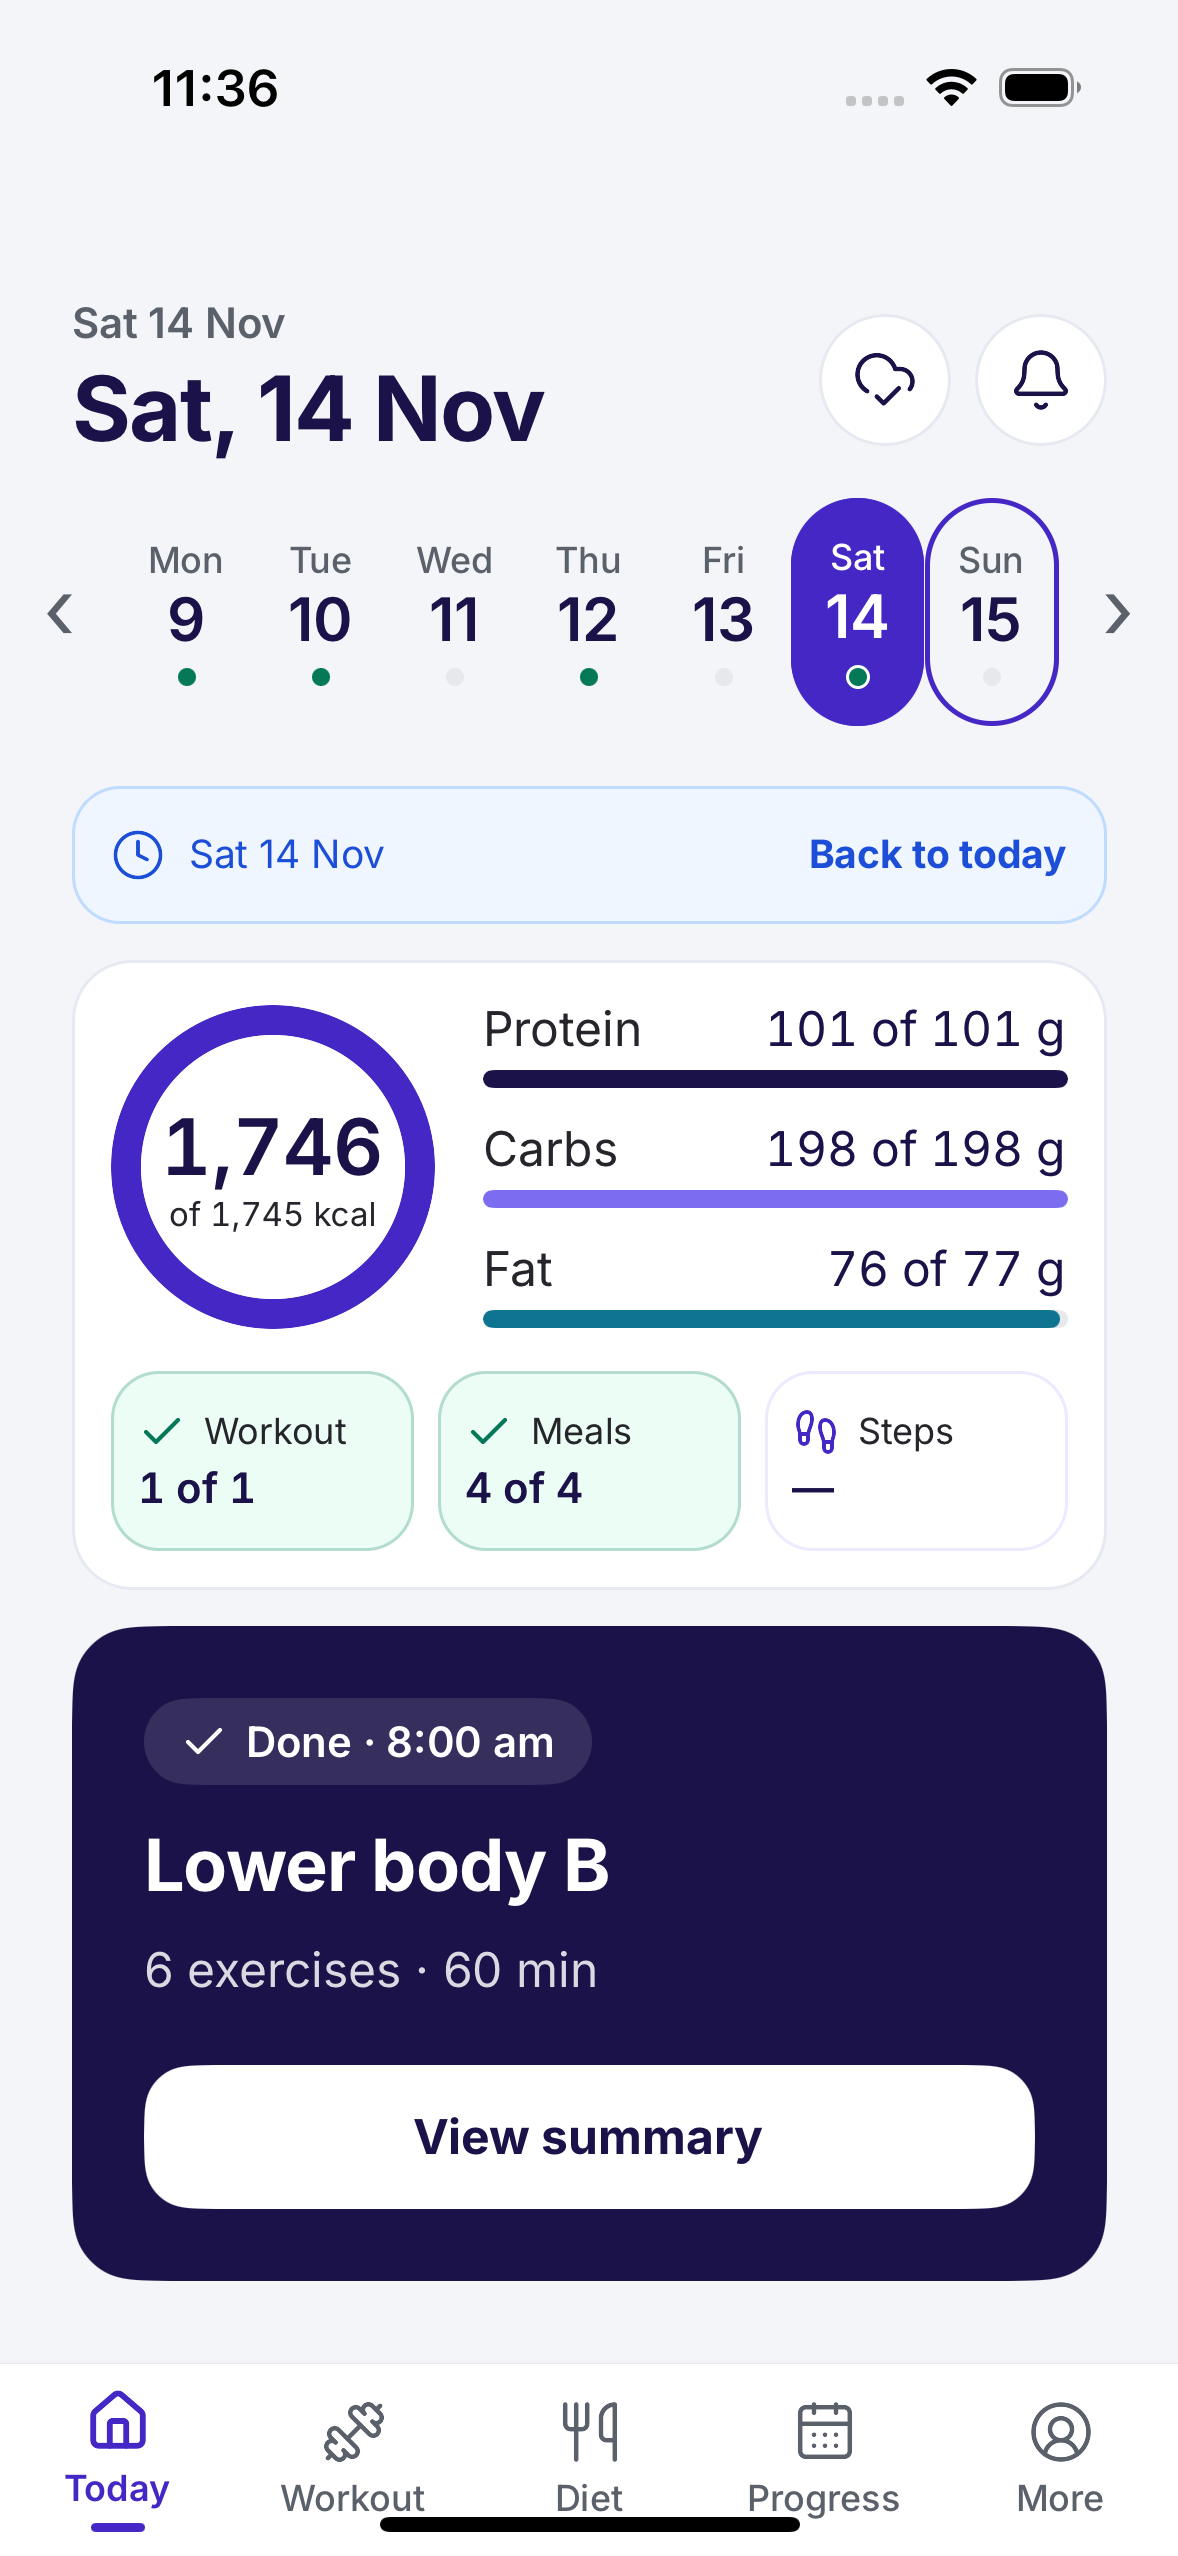 11:36
Sat 14 Nov
Sat, 14 Nov
Mon Tue Wed Thu Fri Sat Sun
9 10 11 12 13 14 15
Sat 14 Nov Back to today
Protein 101 of 101 g
1,746
of 1,745 kcal
Carbs 198 of 198 g
Fat 76 of 77 g
Workout Meals Steps
1 of 1 4 of 4 —
Done · 8:00 am
Lower body B
6 exercises · 60 min
View summary
Today Workout Diet Progress More